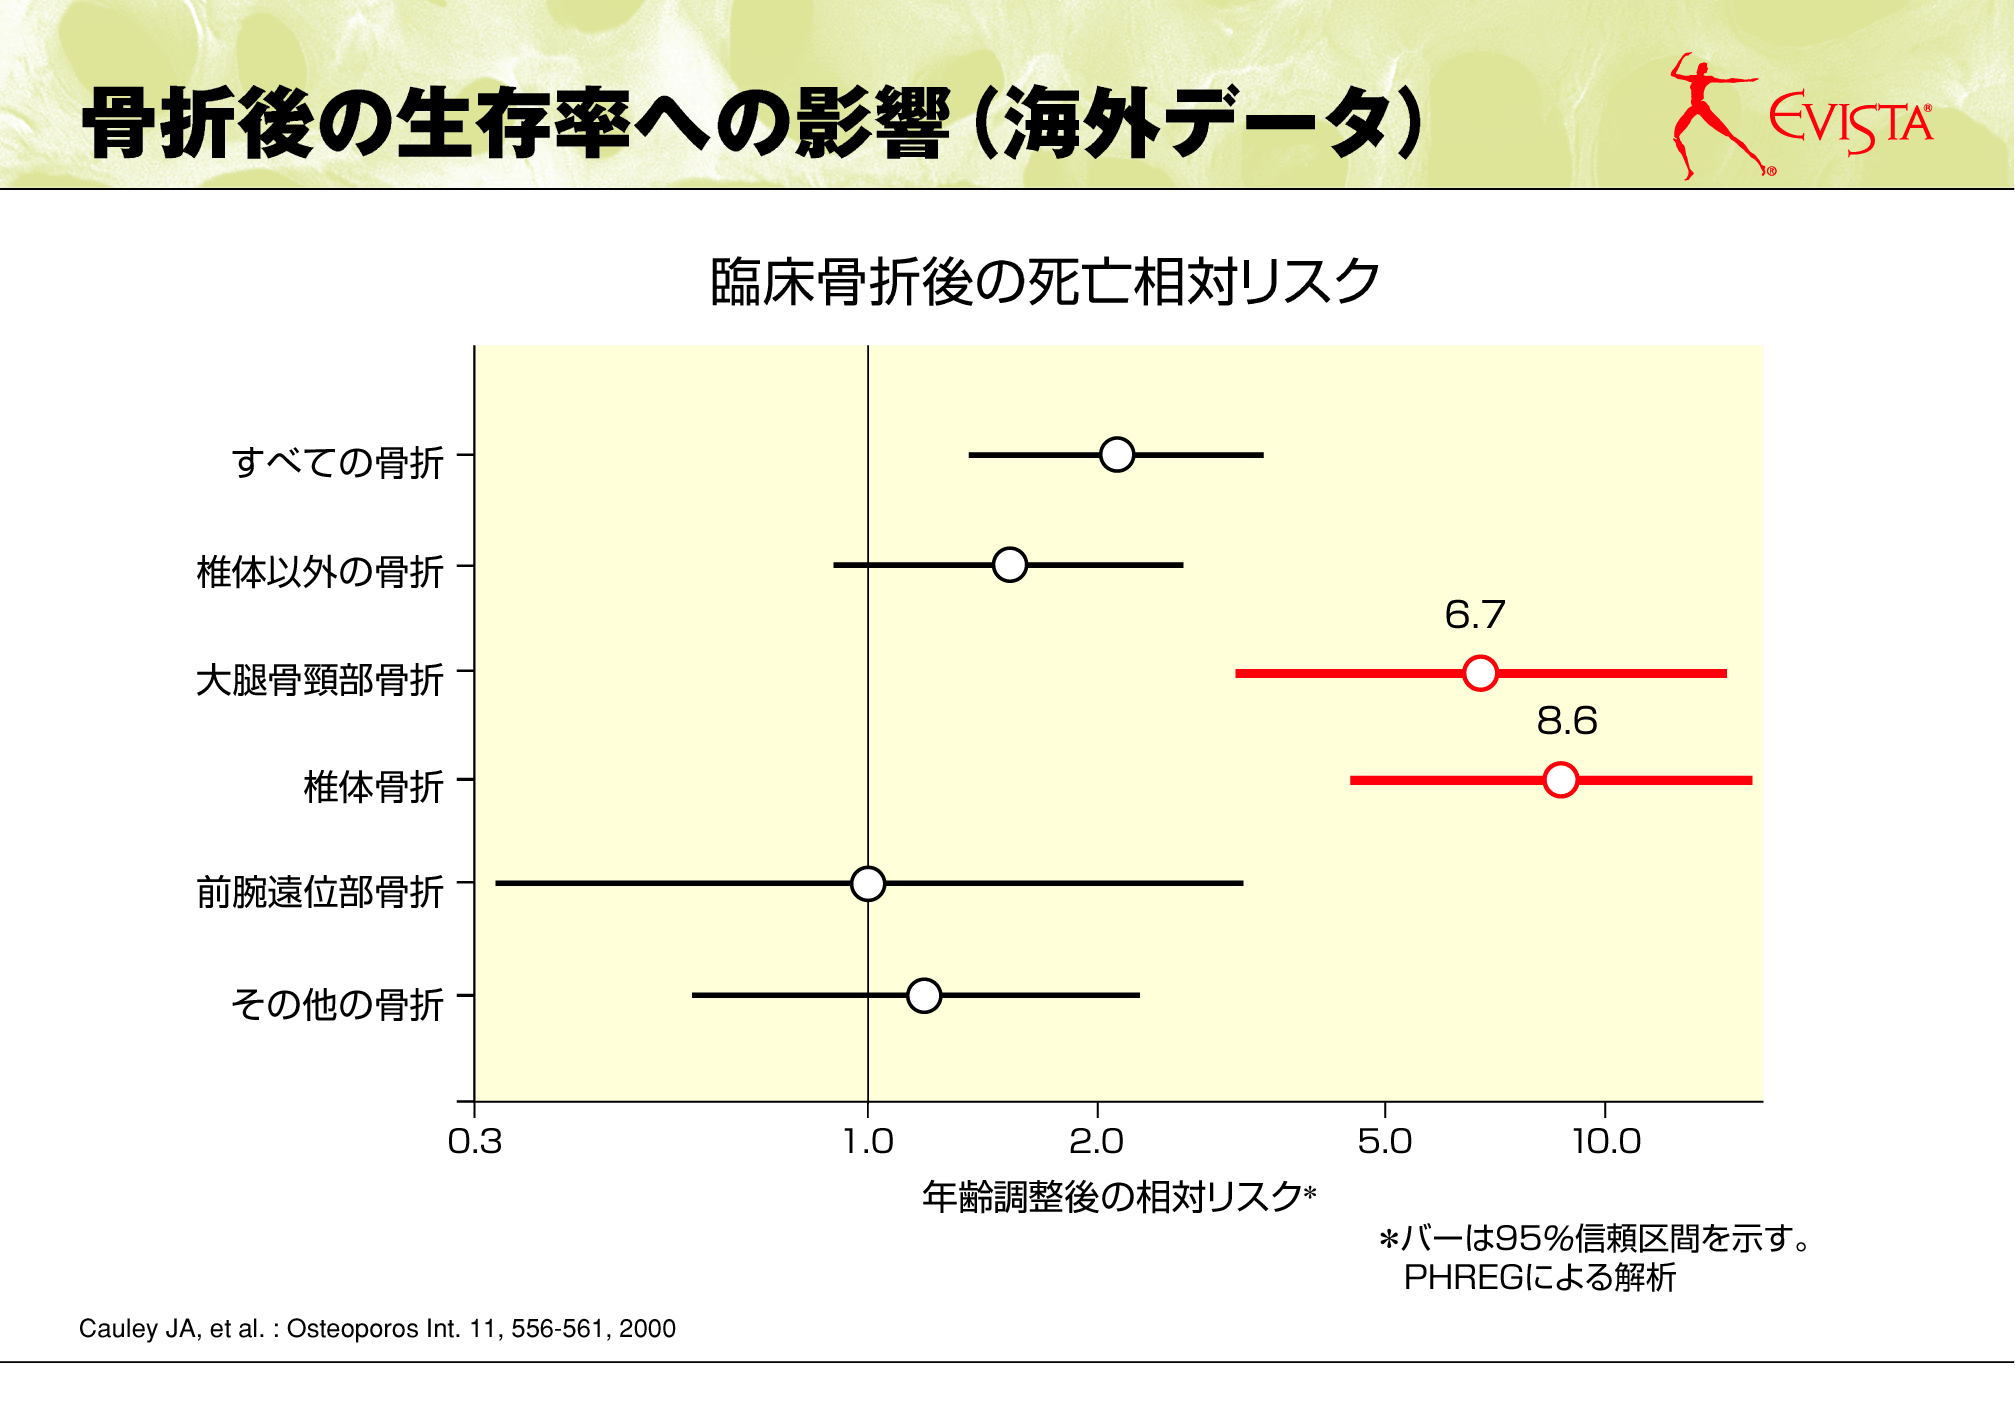 骨折後の生存率への影響（海外データ）
EVISTA®
®
臨床骨折後の死亡相対リスク
すべての骨折
椎体以外の骨折
6.7
大腿骨頸部骨折
8.6
椎体骨折
前腕遠位部骨折
その他の骨折
0.3 1.0 2.0 5.0 10.0
年齢調整後の相対リスク*
＊バーは95%信頼区間を示す。
PHREGによる解析
Cauley JA, et al. : Osteoporos Int. 11, 556-561, 2000